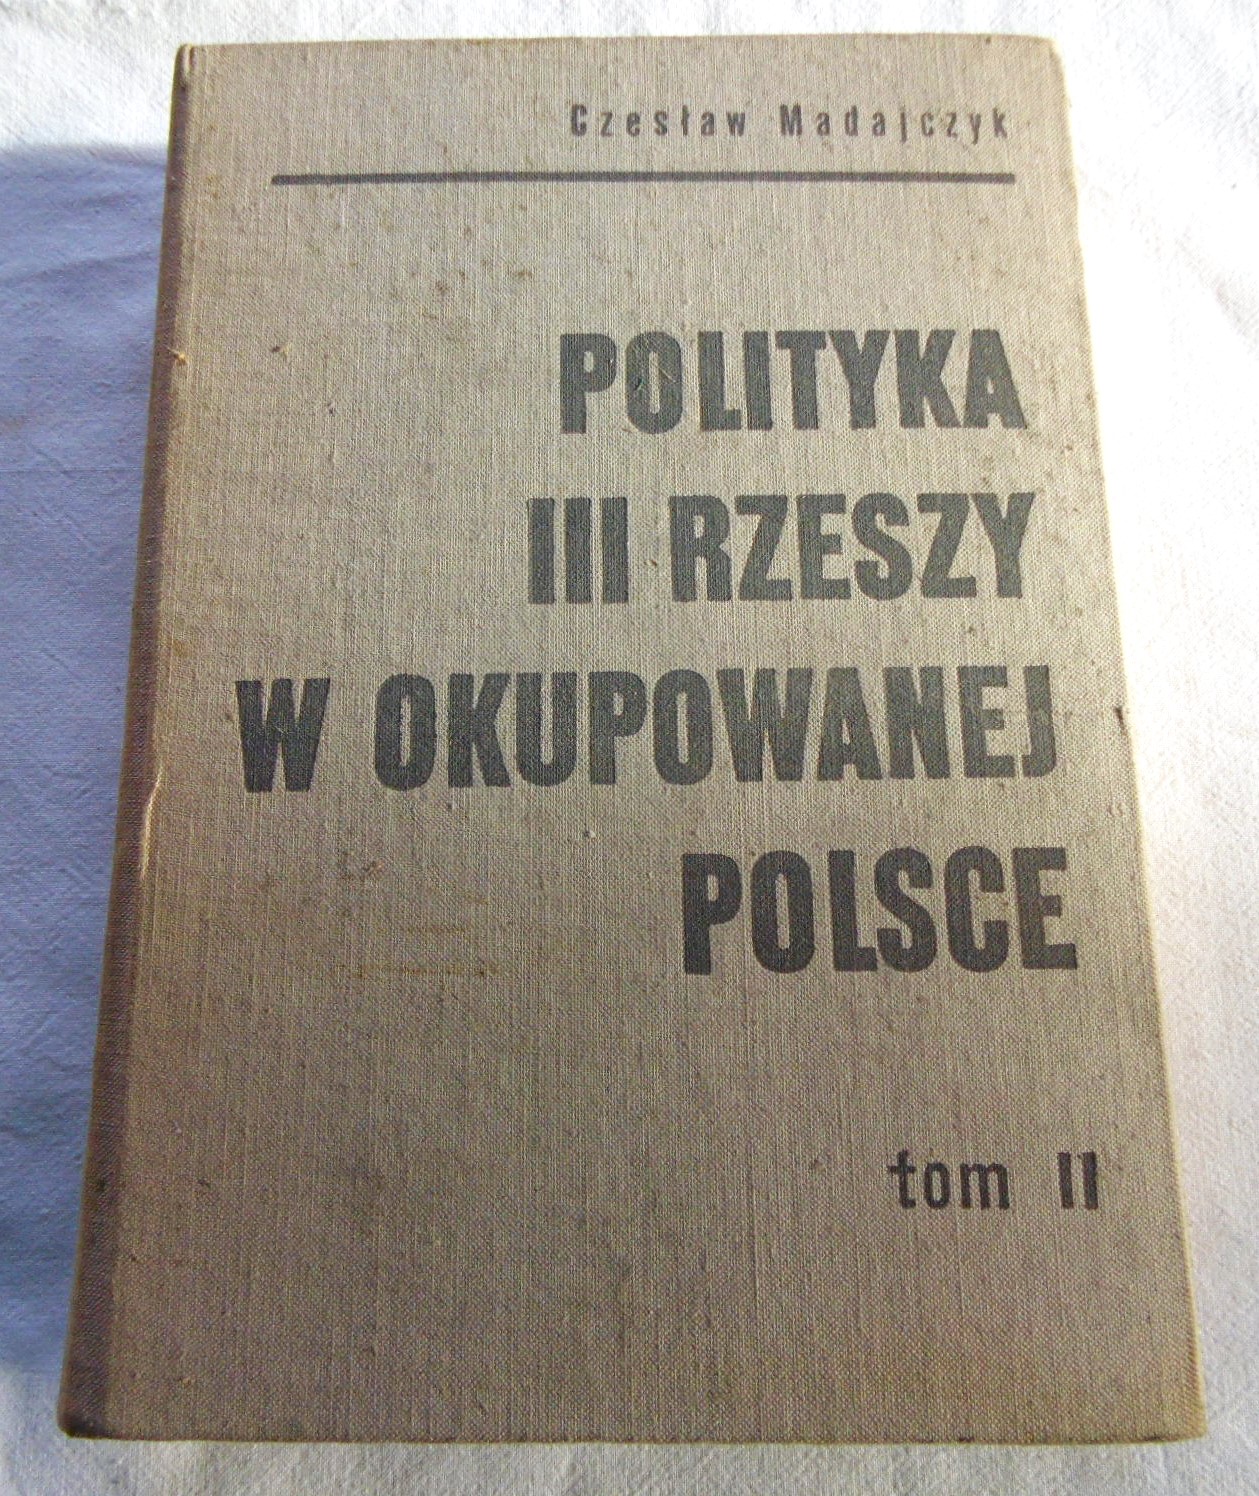 Czesław Madajczyk
POLITYKA
III RZESZY
W OKUPOWANEJ
POLSCE
tom II